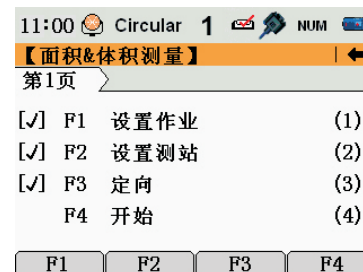 11:00 Circular 1 NUM
【面积&体积测量】
第1页
[✓] F1 设置作业 (1)
[✓] F2 设置测站 (2)
[✓] F3 定向 (3)
F4 开始 (4)
F1 F2 F3 F4